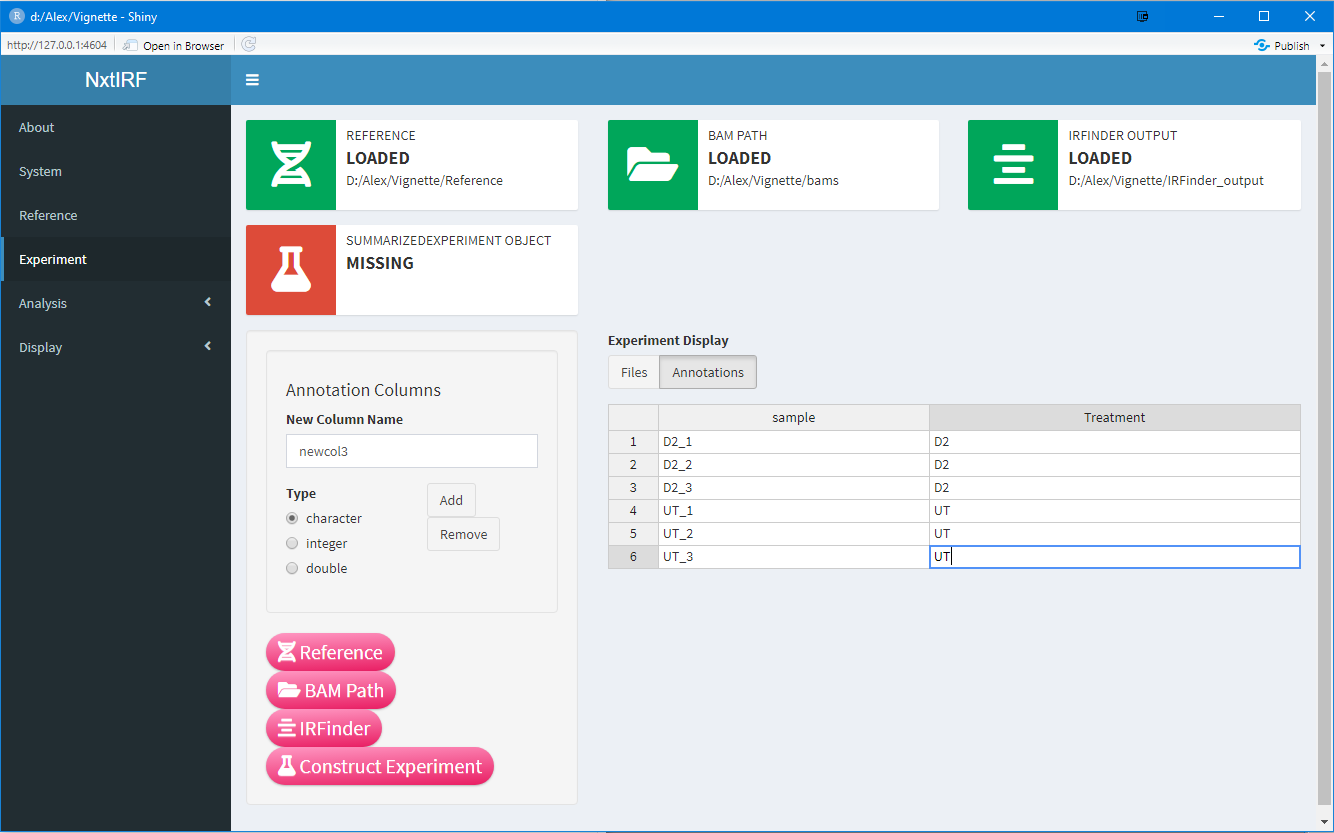 R d:/Alex/Vignette - Shiny
http://127.0.0.1:4604 Open in Browser Publish
NxtIRF
About
System
Reference
Experiment
Analysis
Display
REFERENCE
LOADED
D:/Alex/Vignette/Reference
BAM PATH
LOADED
D:/Alex/Vignette/bams
IRFINDER OUTPUT
LOADED
D:/Alex/Vignette/IRFinder_output
SUMMARIZEDEXPERIMENT OBJECT
MISSING
Annotation Columns
New Column Name
newcol3
Type
character
integer
double
Add
Remove
Reference
BAM Path
IRFinder
Construct Experiment
Experiment Display
Files Annotations
sample Treatment
1 D2_1 D2
2 D2_2 D2
3 D2_3 D2
4 UT_1 UT
5 UT_2 UT
6 UT_3 UT